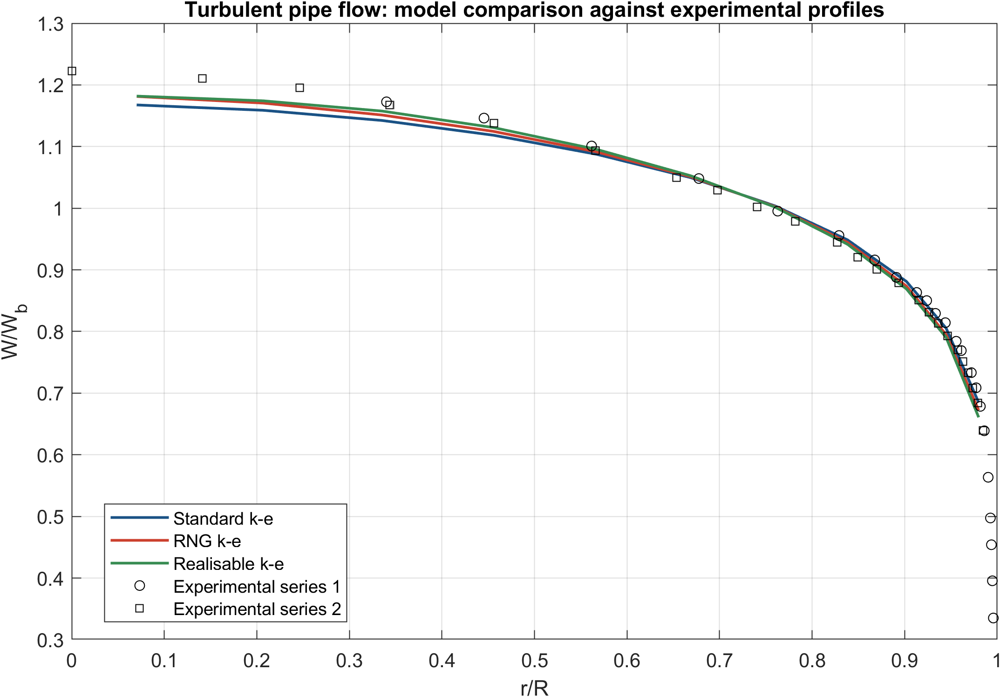 Turbulent pipe flow: model comparison against experimental profiles
1.3
1.2
1.1
1
0.9
0.8
0.7
0.6
0.5
0.4
0.3
W/W_b
Standard k-e
RNG k-e
Realisable k-e
Experimental series 1
Experimental series 2
0 0.1 0.2 0.3 0.4 0.5 0.6 0.7 0.8 0.9 1
r/R